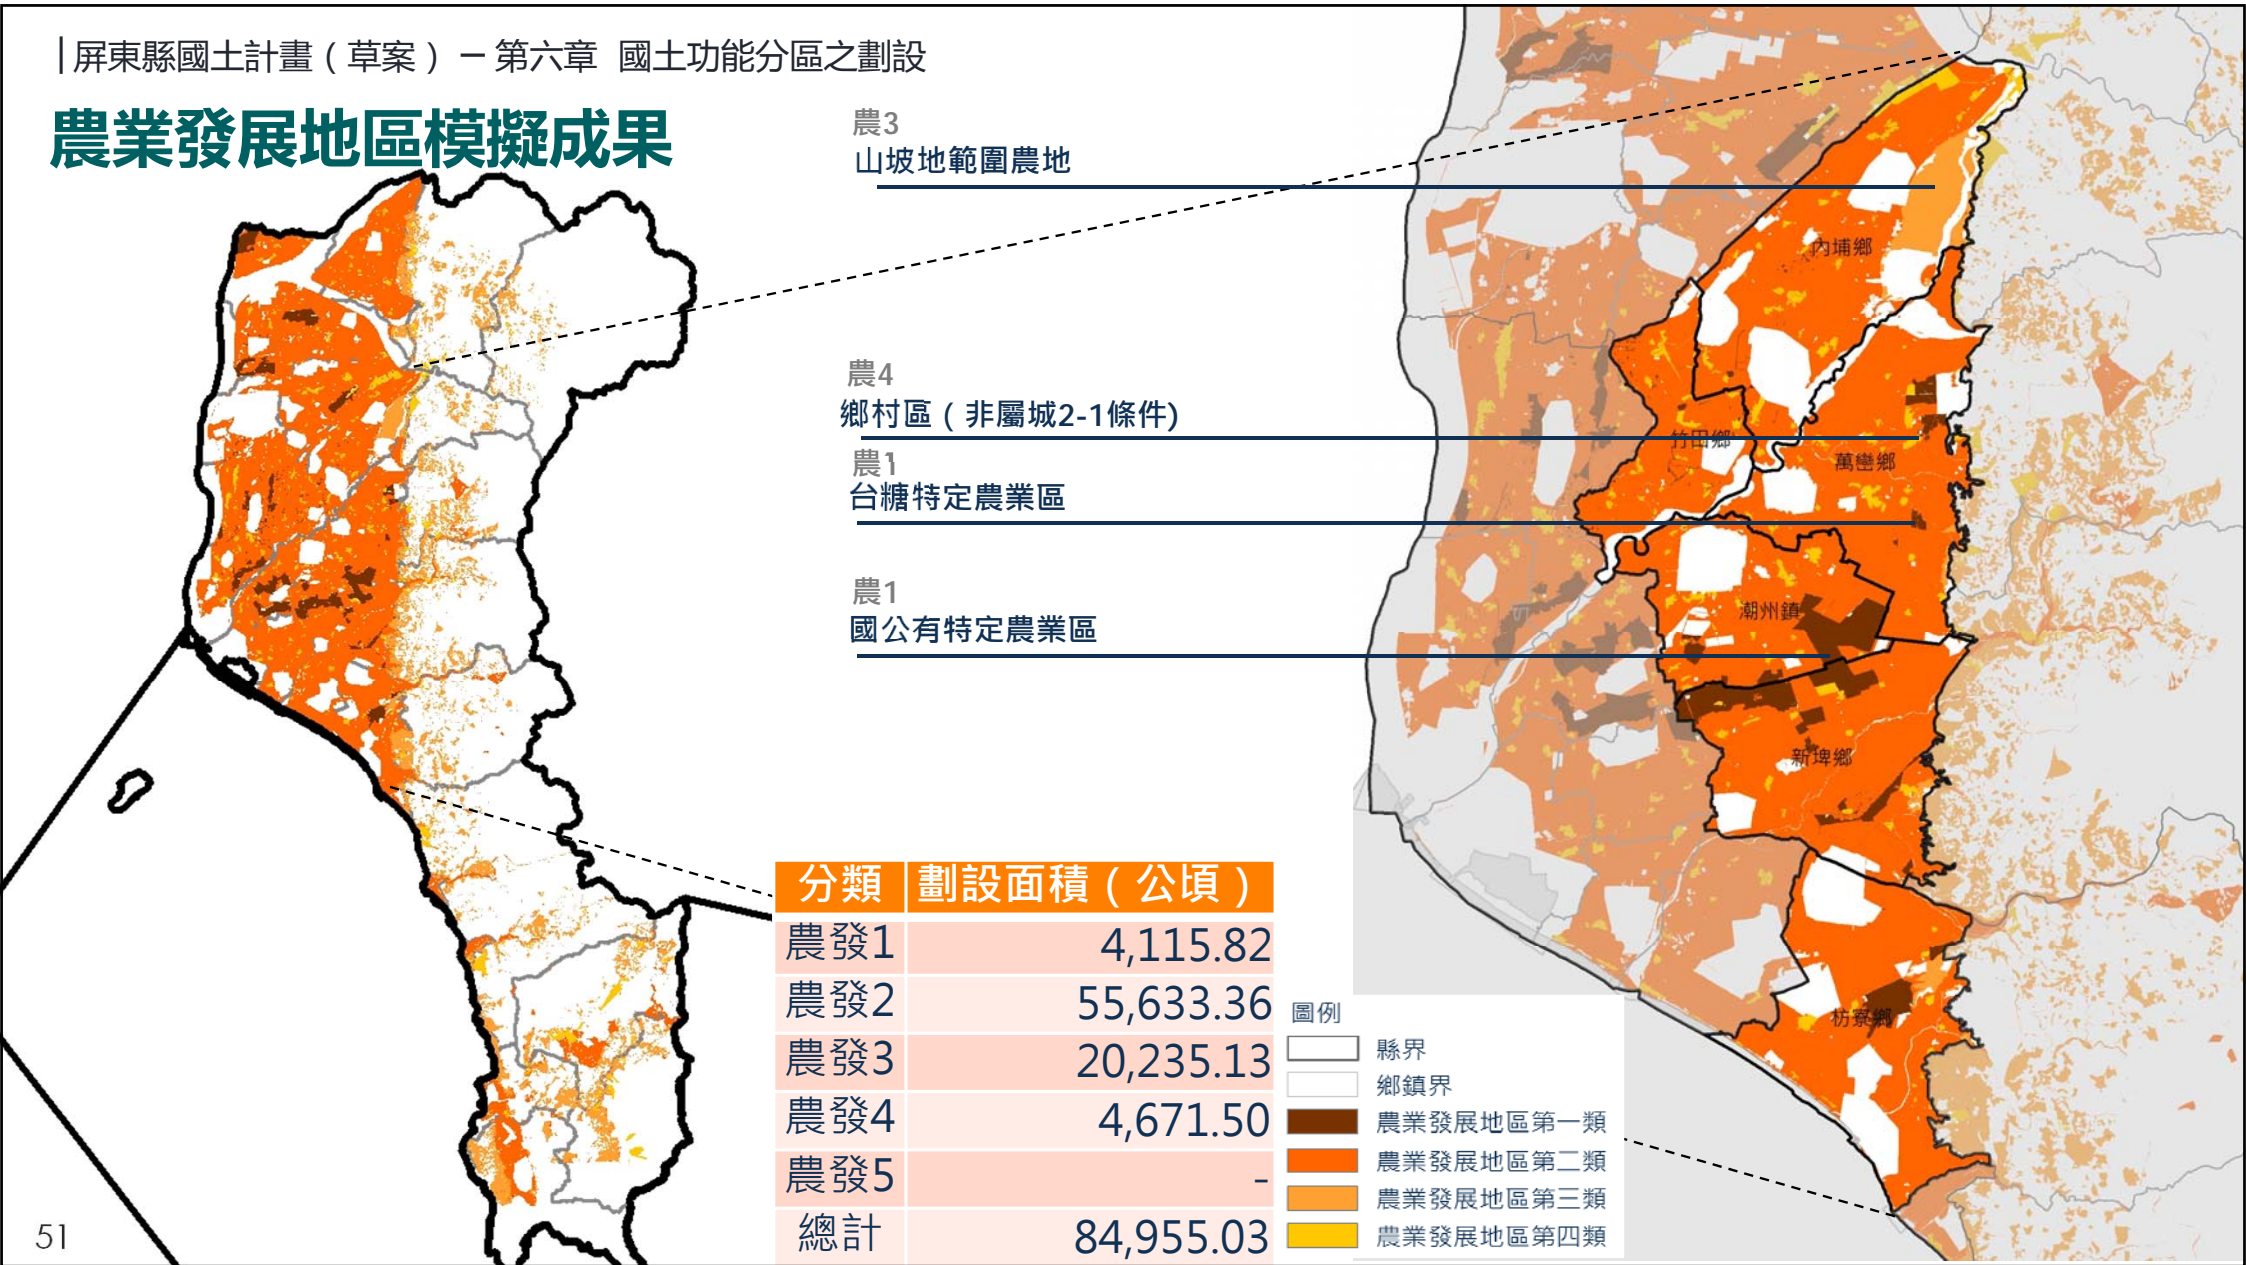 |屏東縣國土計畫（草案）－第六章 國土功能分區之劃設
農業發展地區模擬成果
農3
山坡地範圍農地
農4
鄉村區（非屬城2-1條件)
農1
台糖特定農業區
農1
國公有特定農業區
內埔鄉
竹田鄉
萬巒鄉
潮州鎮
新埤鄉
枋寮鄉
分類 劃設面積（公頃）
農發1 4,115.82
農發2 55,633.36
農發3 20,235.13
農發4 4,671.50
農發5 -
總計 84,955.03
圖例
縣界
鄉鎮界
農業發展地區第一類
農業發展地區第二類
農業發展地區第三類
農業發展地區第四類
51